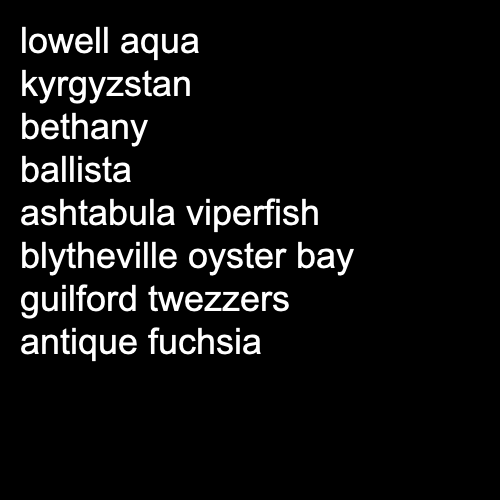 lowell aqua
kyrgyzstan
bethany
ballista
ashtabula viperfish
blytheville oyster bay
guilford twezzers
antique fuchsia